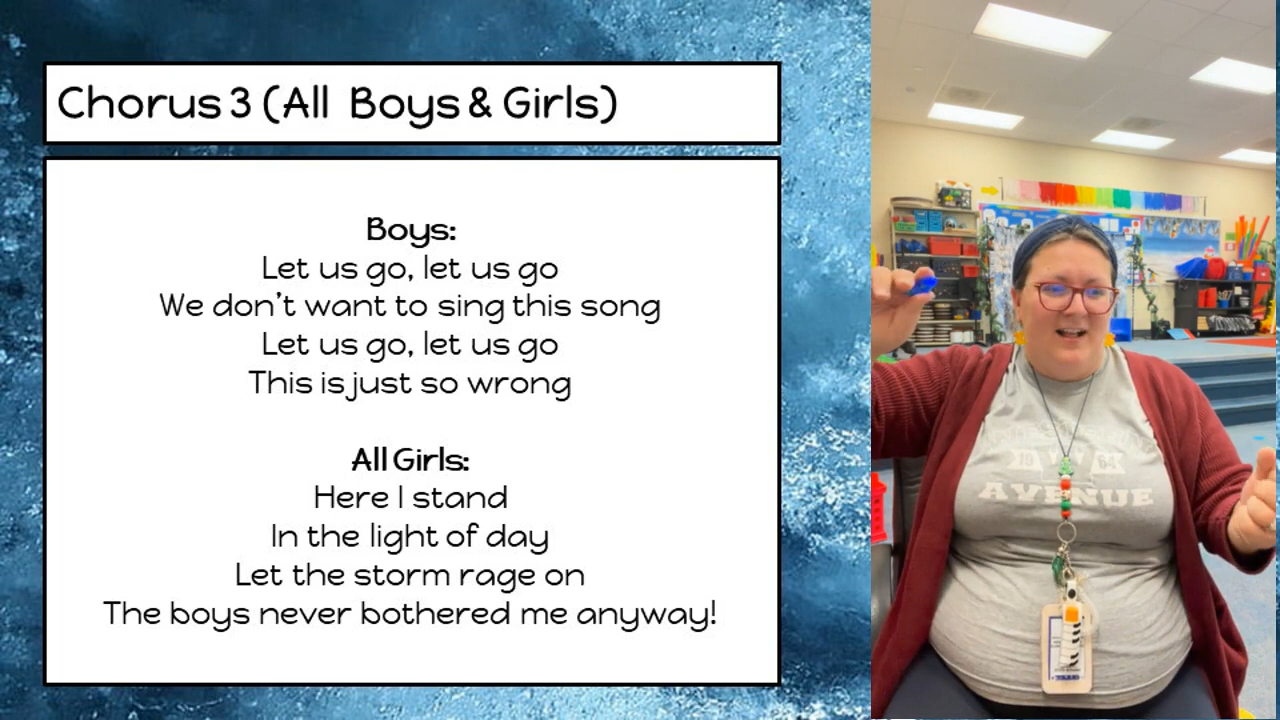 Chorus 3 (All Boys & Girls)
Boys:
Let us go, let us go
We don't want to sing this song
Let us go, let us go
This is just so wrong
All Girls:
Here I stand
In the light of day
Let the storm rage on
The boys never bothered me anyway!
19 64
AVENUE